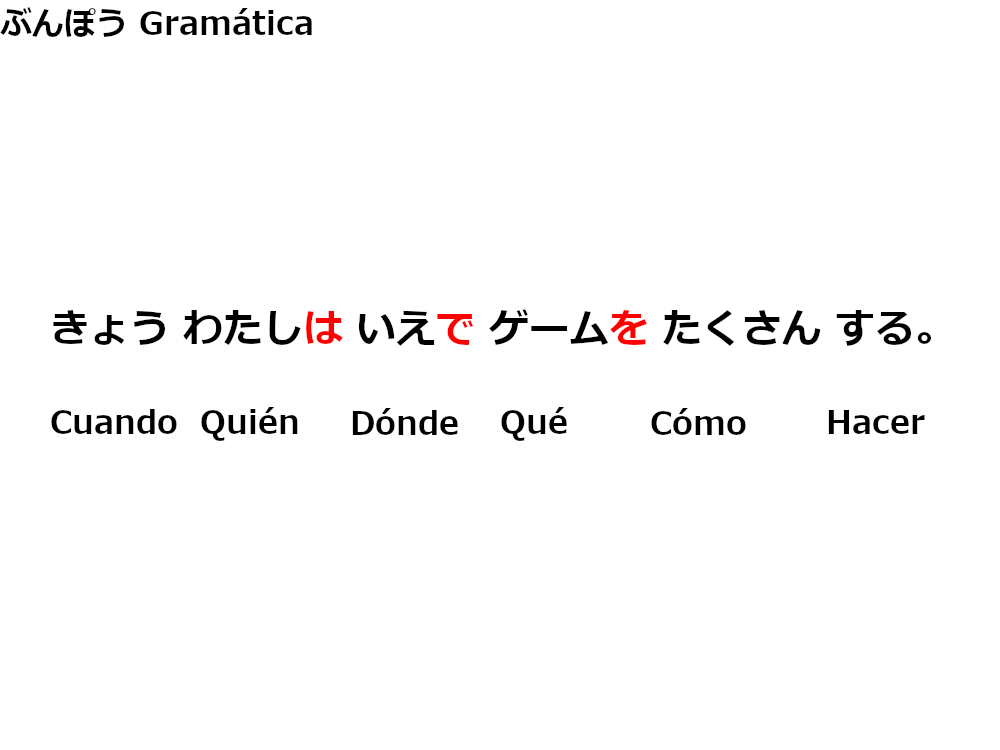 ぶんぽう Gramática
きょう わたしは いえで ゲームを たくさん する。
Cuando Quién Dónde Qué Cómo Hacer